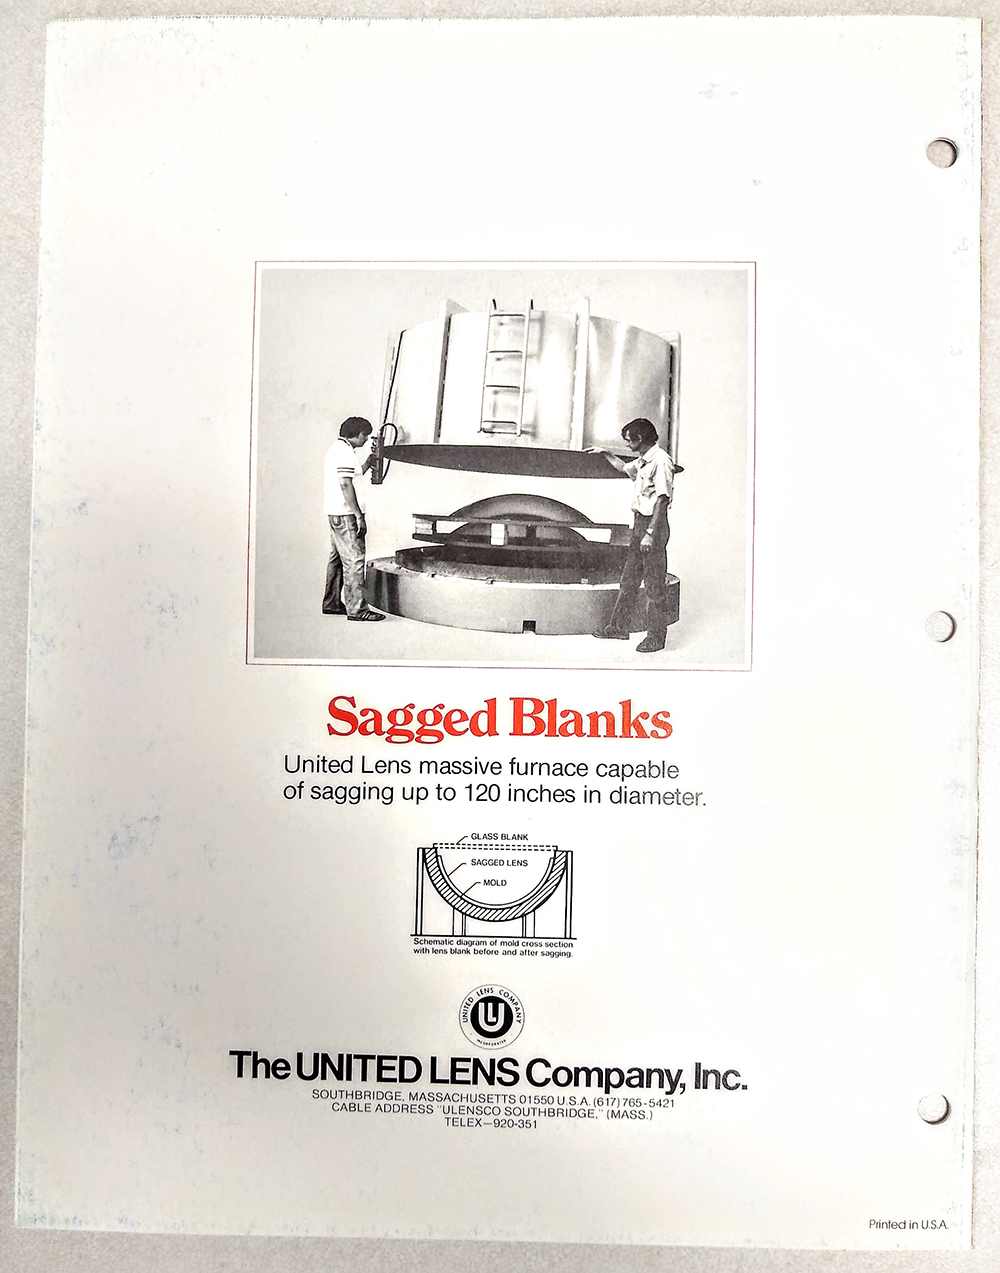 Sagged Blanks
United Lens massive furnace capable
of sagging up to 120 inches in diameter.
GLASS BLANK
SAGGED LENS
MOLD
Schematic diagram of mold cross section
with lens blank before and after sagging.
UNITED LENS COMPANY
INCORPORATED
UL
The UNITED LENS Company, Inc.
SOUTHBRIDGE, MASSACHUSETTS 01550 U.S.A. (617) 765-5421
CABLE ADDRESS "ULENSCO SOUTHBRIDGE," (MASS.)
TELEX—920-351
Printed in U.S.A.